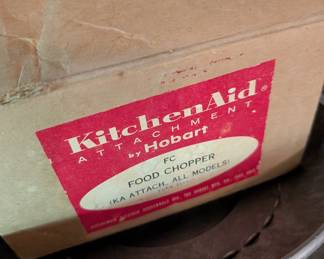 KitchenAid®
ATTACHMENT
by Hobart
FC
FOOD CHOPPER
(KA ATTACH. ALL MODELS)